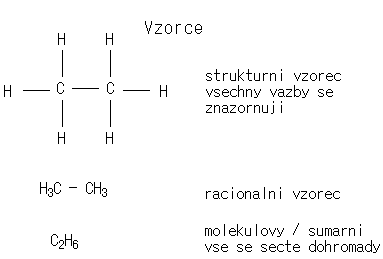 Vzorce
H H
H C C H
H H
strukturni vzorec
vsechny vazby se
znazornuji
H₃C - CH₃
racionalni vzorec
C₂H₆
molekulovy / sumarni
vse se secte dohromady